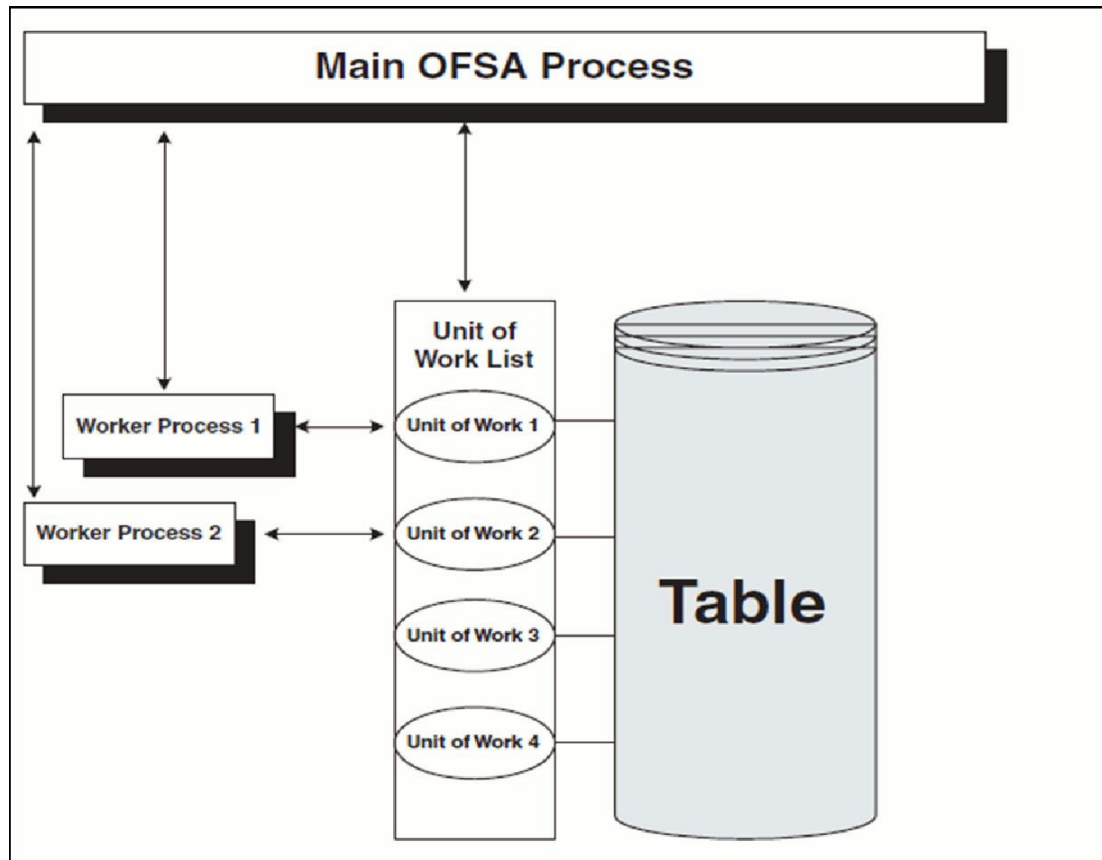 Main OFSA Process
Unit of
Work List
Worker Process 1
Unit of Work 1
Worker Process 2
Unit of Work 2
Unit of Work 3
Unit of Work 4
Table